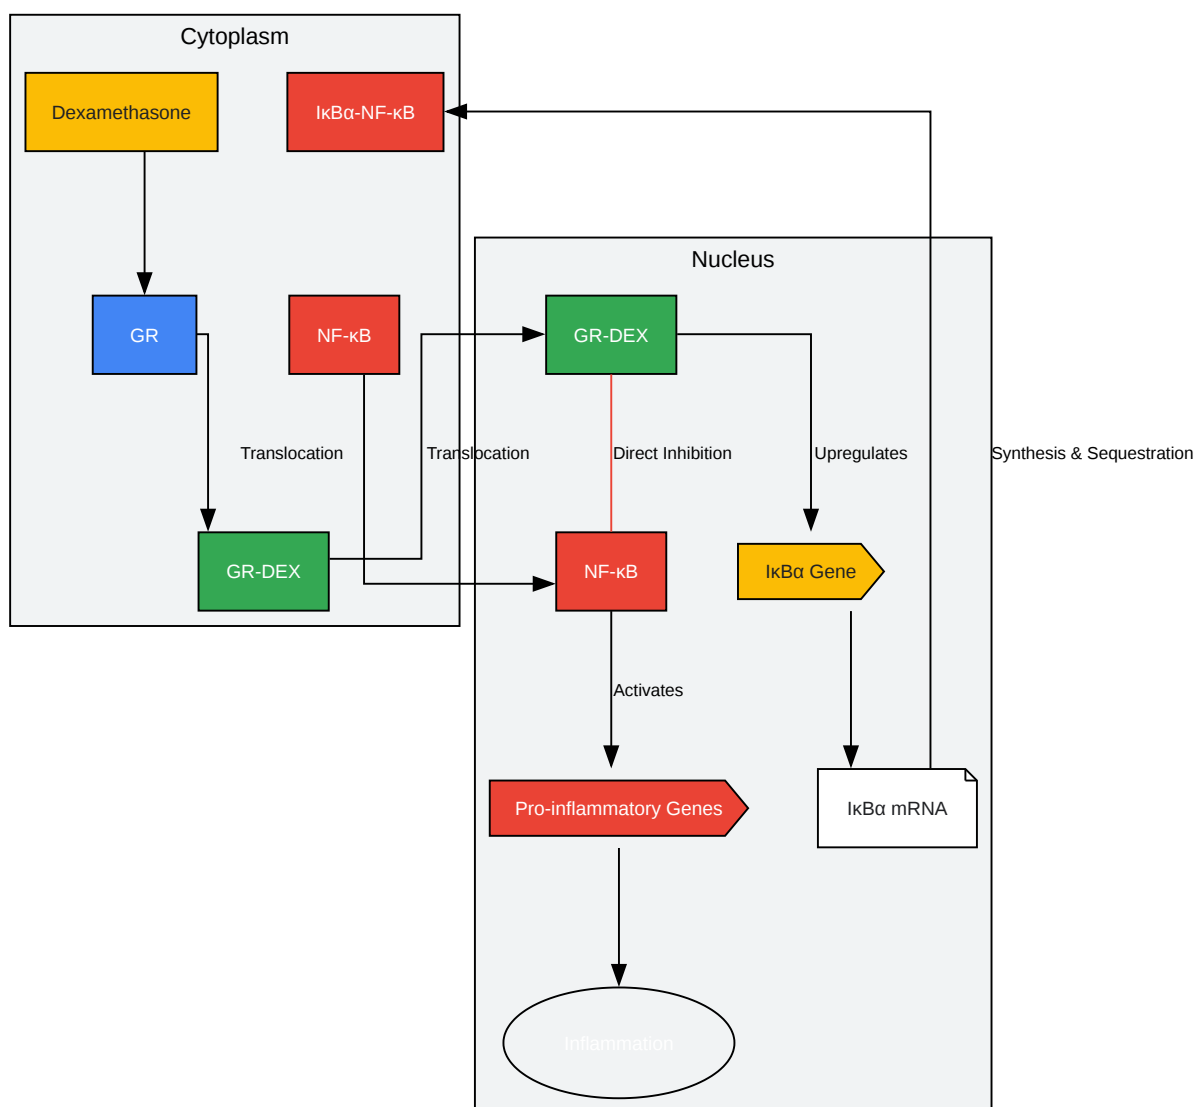 Cytoplasm
Dexamethasone
IκBα-NF-κB
Nucleus
GR
NF-κB
GR-DEX
Translocation
Translocation
Direct Inhibition
Upregulates
Synthesis & Sequestration
GR-DEX
NF-κB
IκBα Gene
Activates
Pro-inflammatory Genes
IκBα mRNA
Inflammation